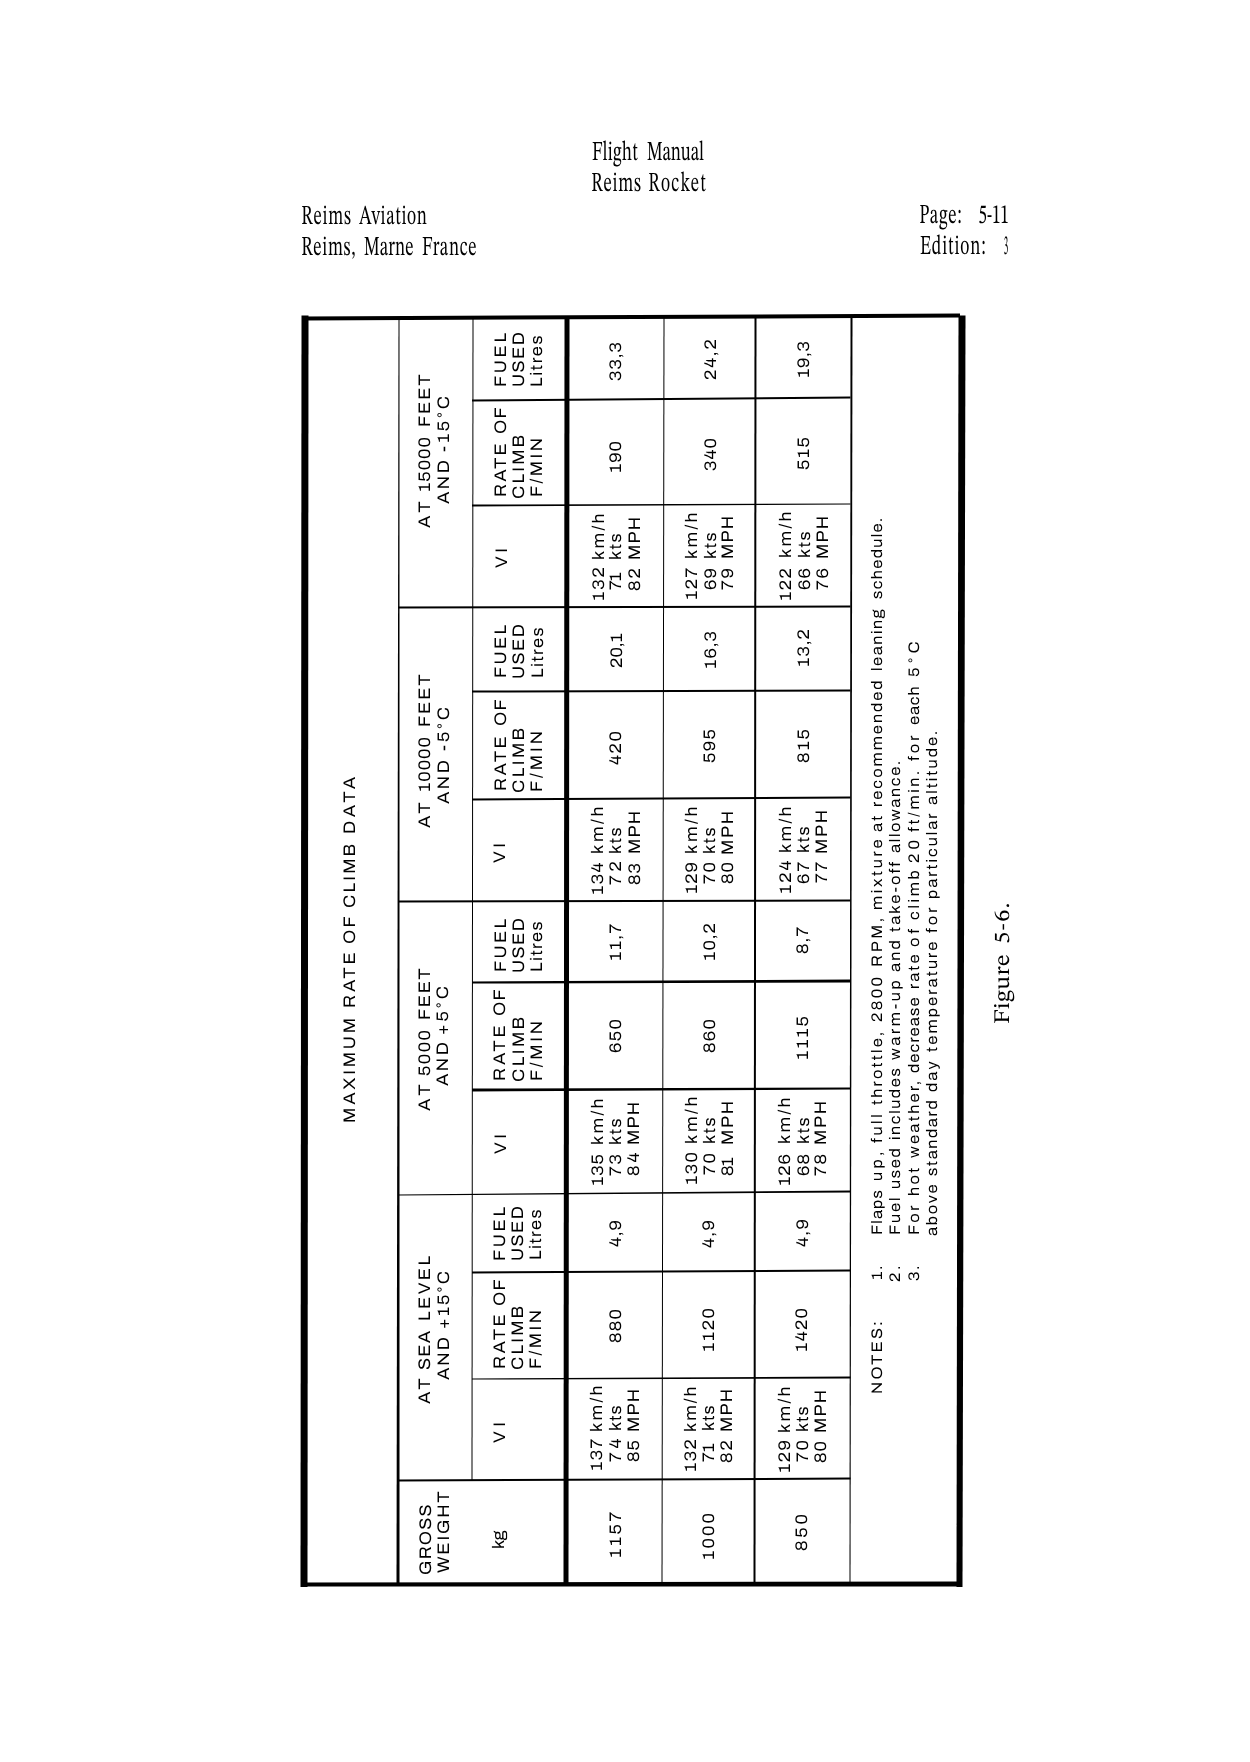 Flight Manual
Reims Rocket
Reims Aviation
Reims, Marne France
Page: 5-11
Edition: 3
MAXIMUM RATE OF CLIMB DATA
GROSS
WEIGHT
kg
AT SEA LEVEL
AND +15°C
AT 5000 FEET
AND +5°C
AT 10000 FEET
AND -5°C
AT 15000 FEET
AND -15°C
VI
RATE OF
CLIMB
F/MIN
FUEL
USED
Litres
VI
RATE OF
CLIMB
F/MIN
FUEL
USED
Litres
VI
RATE OF
CLIMB
F/MIN
FUEL
USED
Litres
VI
RATE OF
CLIMB
F/MIN
FUEL
USED
Litres
1157
137 km/h
74 kts
85 MPH
880
4,9
135 km/h
73 kts
84 MPH
650
11,7
134 km/h
72 kts
83 MPH
420
20,1
132 km/h
71 kts
82 MPH
190
33,3
1000
132 km/h
71 kts
82 MPH
1120
4,9
130 km/h
70 kts
81 MPH
860
10,2
129 km/h
70 kts
80 MPH
595
16,3
127 km/h
69 kts
79 MPH
340
24,2
850
129 km/h
70 kts
80 MPH
1420
4,9
126 km/h
68 kts
78 MPH
1115
8,7
124 km/h
67 kts
77 MPH
815
13,2
122 km/h
66 kts
76 MPH
515
19,3
NOTES: 1. Flaps up, full throttle, 2800 RPM, mixture at recommended leaning schedule.
2. Fuel used includes warm-up and take-off allowance.
3. For hot weather, decrease rate of climb 20 ft/min. for each 5°C
above standard day temperature for particular altitude.
Figure 5-6.